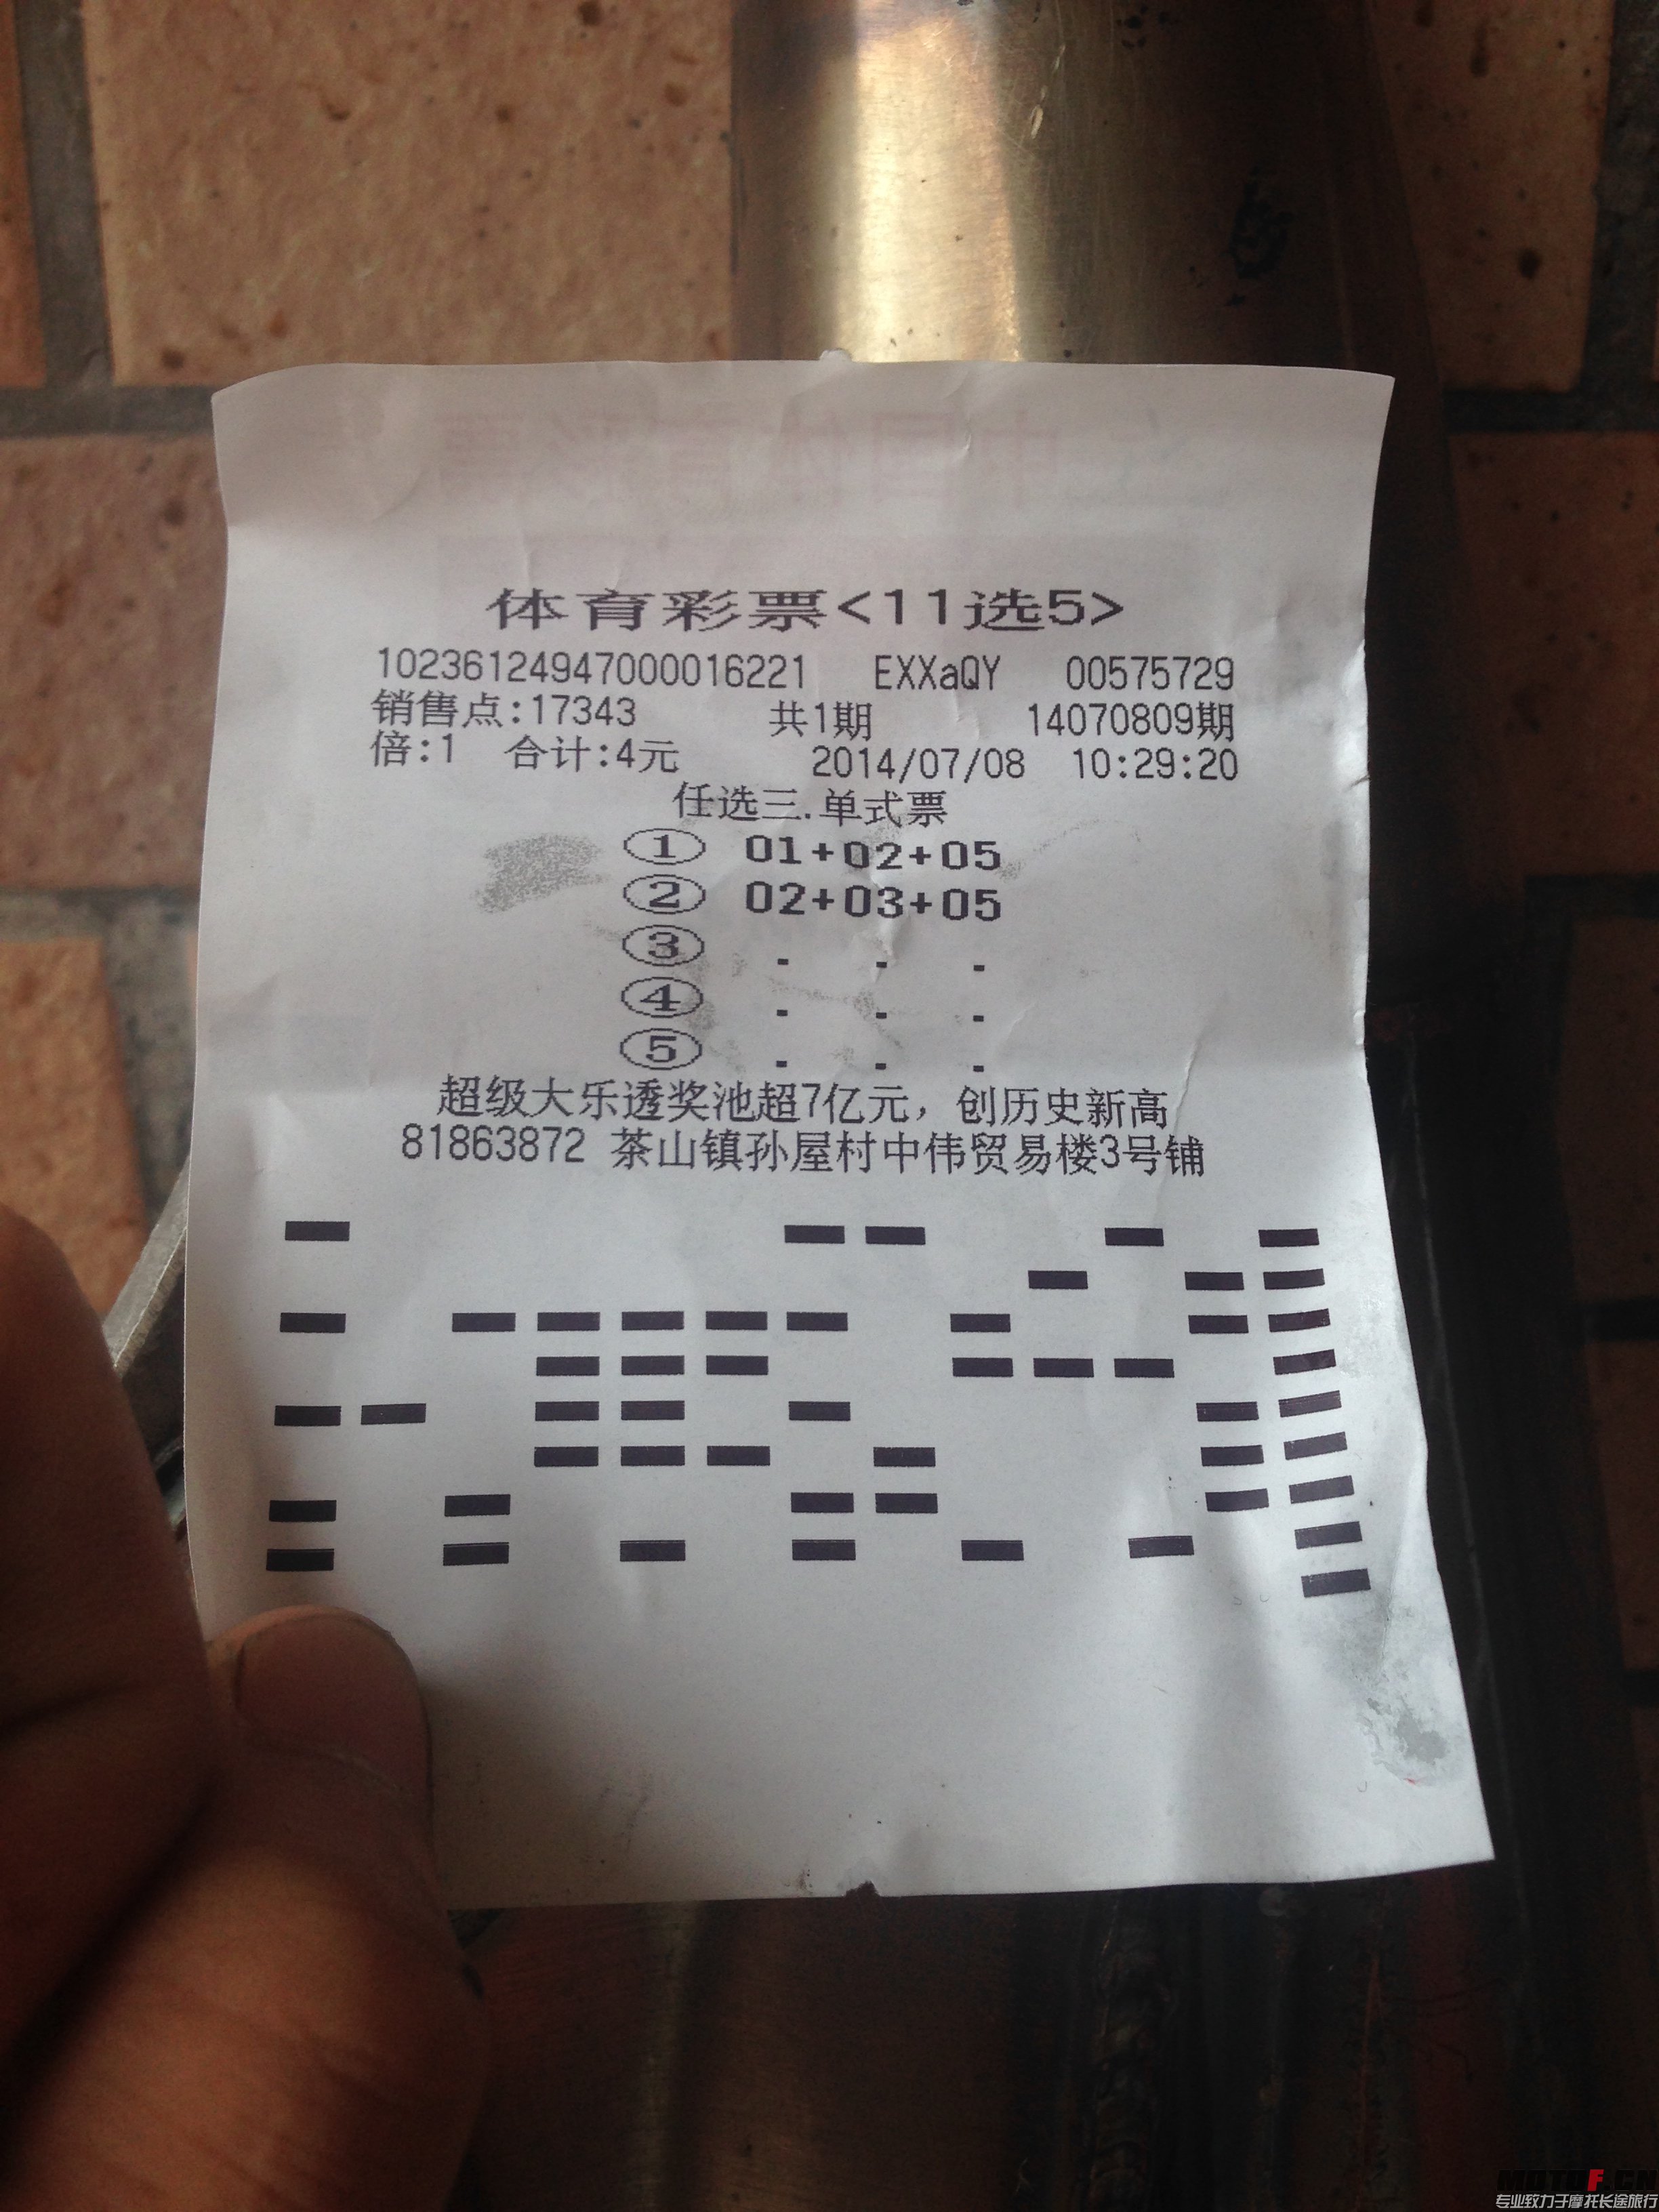 体育彩票<11选5>
10236124947000016221 EXXaQY 00575729
销售点:17343 共1期 14070809期
倍:1 合计:4元 2014/07/08 10:29:20
任选三.单式票
① 01+02+05
② 02+03+05
③ - - -
④ - - -
⑤ - - -
超级大乐透奖池超7亿元，创历史新高
81863872 茶山镇孙屋村中伟贸易楼3号铺
MOTOF.CN
专业致力于摩托长途旅行